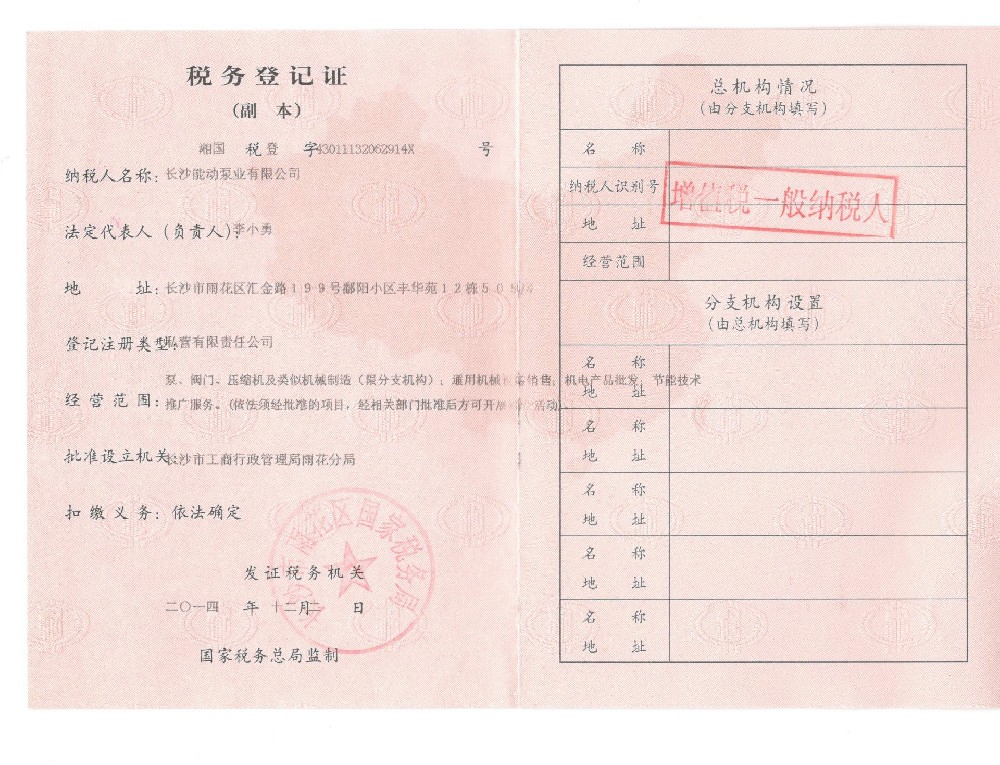 税务登记证
(副 本)
湘国 税 登 字43011132062914X 号
纳税人名称: 长沙能动泵业有限公司
法定代表人 (负责人): 李小勇
地 址: 长沙市雨花区汇金路199号鄱阳小区丰华苑12栋50
登记注册类型: 私营有限责任公司
泵、阀门、压缩机及类似机械制造（限分支机构）；通用机械 销售；机电产品批发；节能技术
经营范围: 推广服务。(依法须经批准的项目，经相关部门批准后方可开展 活动)
批准设立机关: 长沙市工商行政管理局雨花分局
扣缴义务: 依法确定
发证税务机关
二〇一四 年 十二月二 日
国家税务总局监制
长沙市雨花区国家税务局
总机构情况
(由分支机构填写)
名 称
纳税人识别号
增值税一般纳税人
地 址
经营范围
分支机构设置
(由总机构填写)
名 称
地 址
名 称
地 址
名 称
地 址
名 称
地 址
名 称
地 址